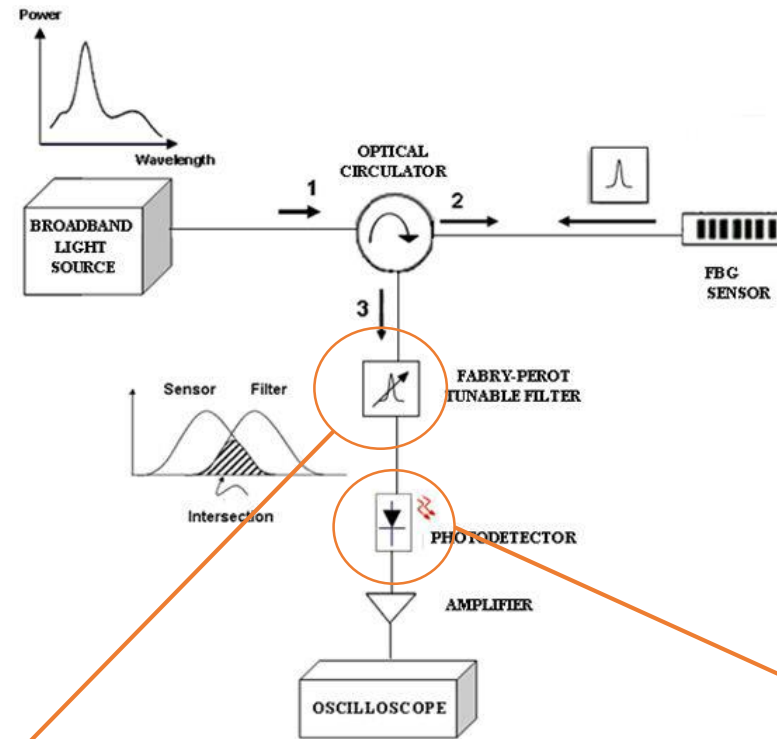 Power
Wavelength
OPTICAL
CIRCULATOR
1
2
BROADBAND
LIGHT
SOURCE
FBG
SENSOR
3
FABRY-PEROT
TUNABLE FILTER
Sensor Filter
Intersection
PHOTODETECTOR
AMPLIFIER
OSCILLOSCOPE